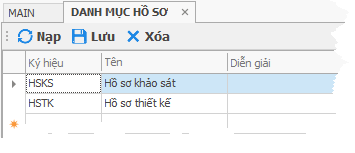 MAIN DANH MỤC HỒ SƠ
Nạp Lưu Xóa
Ký hiệu Tên Diễn giải
HSKS Hồ sơ khảo sát
HSTK Hồ sơ thiết kế